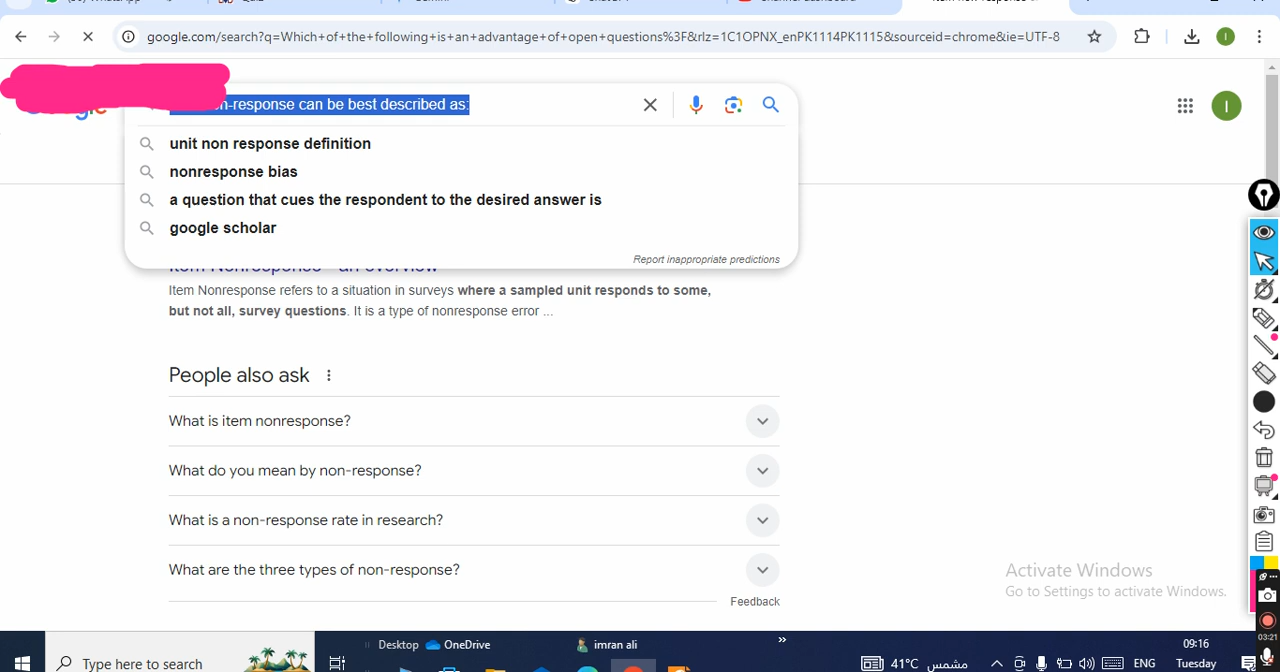 google.com/search?q=Which+of+the+following+is+an+advantage+of+open+questions%3F&rlz=1C1OPNX_enPK1114PK1115&sourceid=chrome&ie=UTF-8
I
n-response can be best described as:
I
unit non response definition
nonresponse bias
a question that cues the respondent to the desired answer is
google scholar
Report inappropriate predictions
Item Nonresponse - an overview
Item Nonresponse refers to a situation in surveys where a sampled unit responds to some,
but not all, survey questions. It is a type of nonresponse error ...
People also ask
What is item nonresponse?
What do you mean by non-response?
What is a non-response rate in research?
What are the three types of non-response?
Feedback
Activate Windows
Go to Settings to activate Windows.
03:21
Desktop
OneDrive
imran ali
»
09:16
Type here to search
41°C
مشمس
ENG
Tuesday